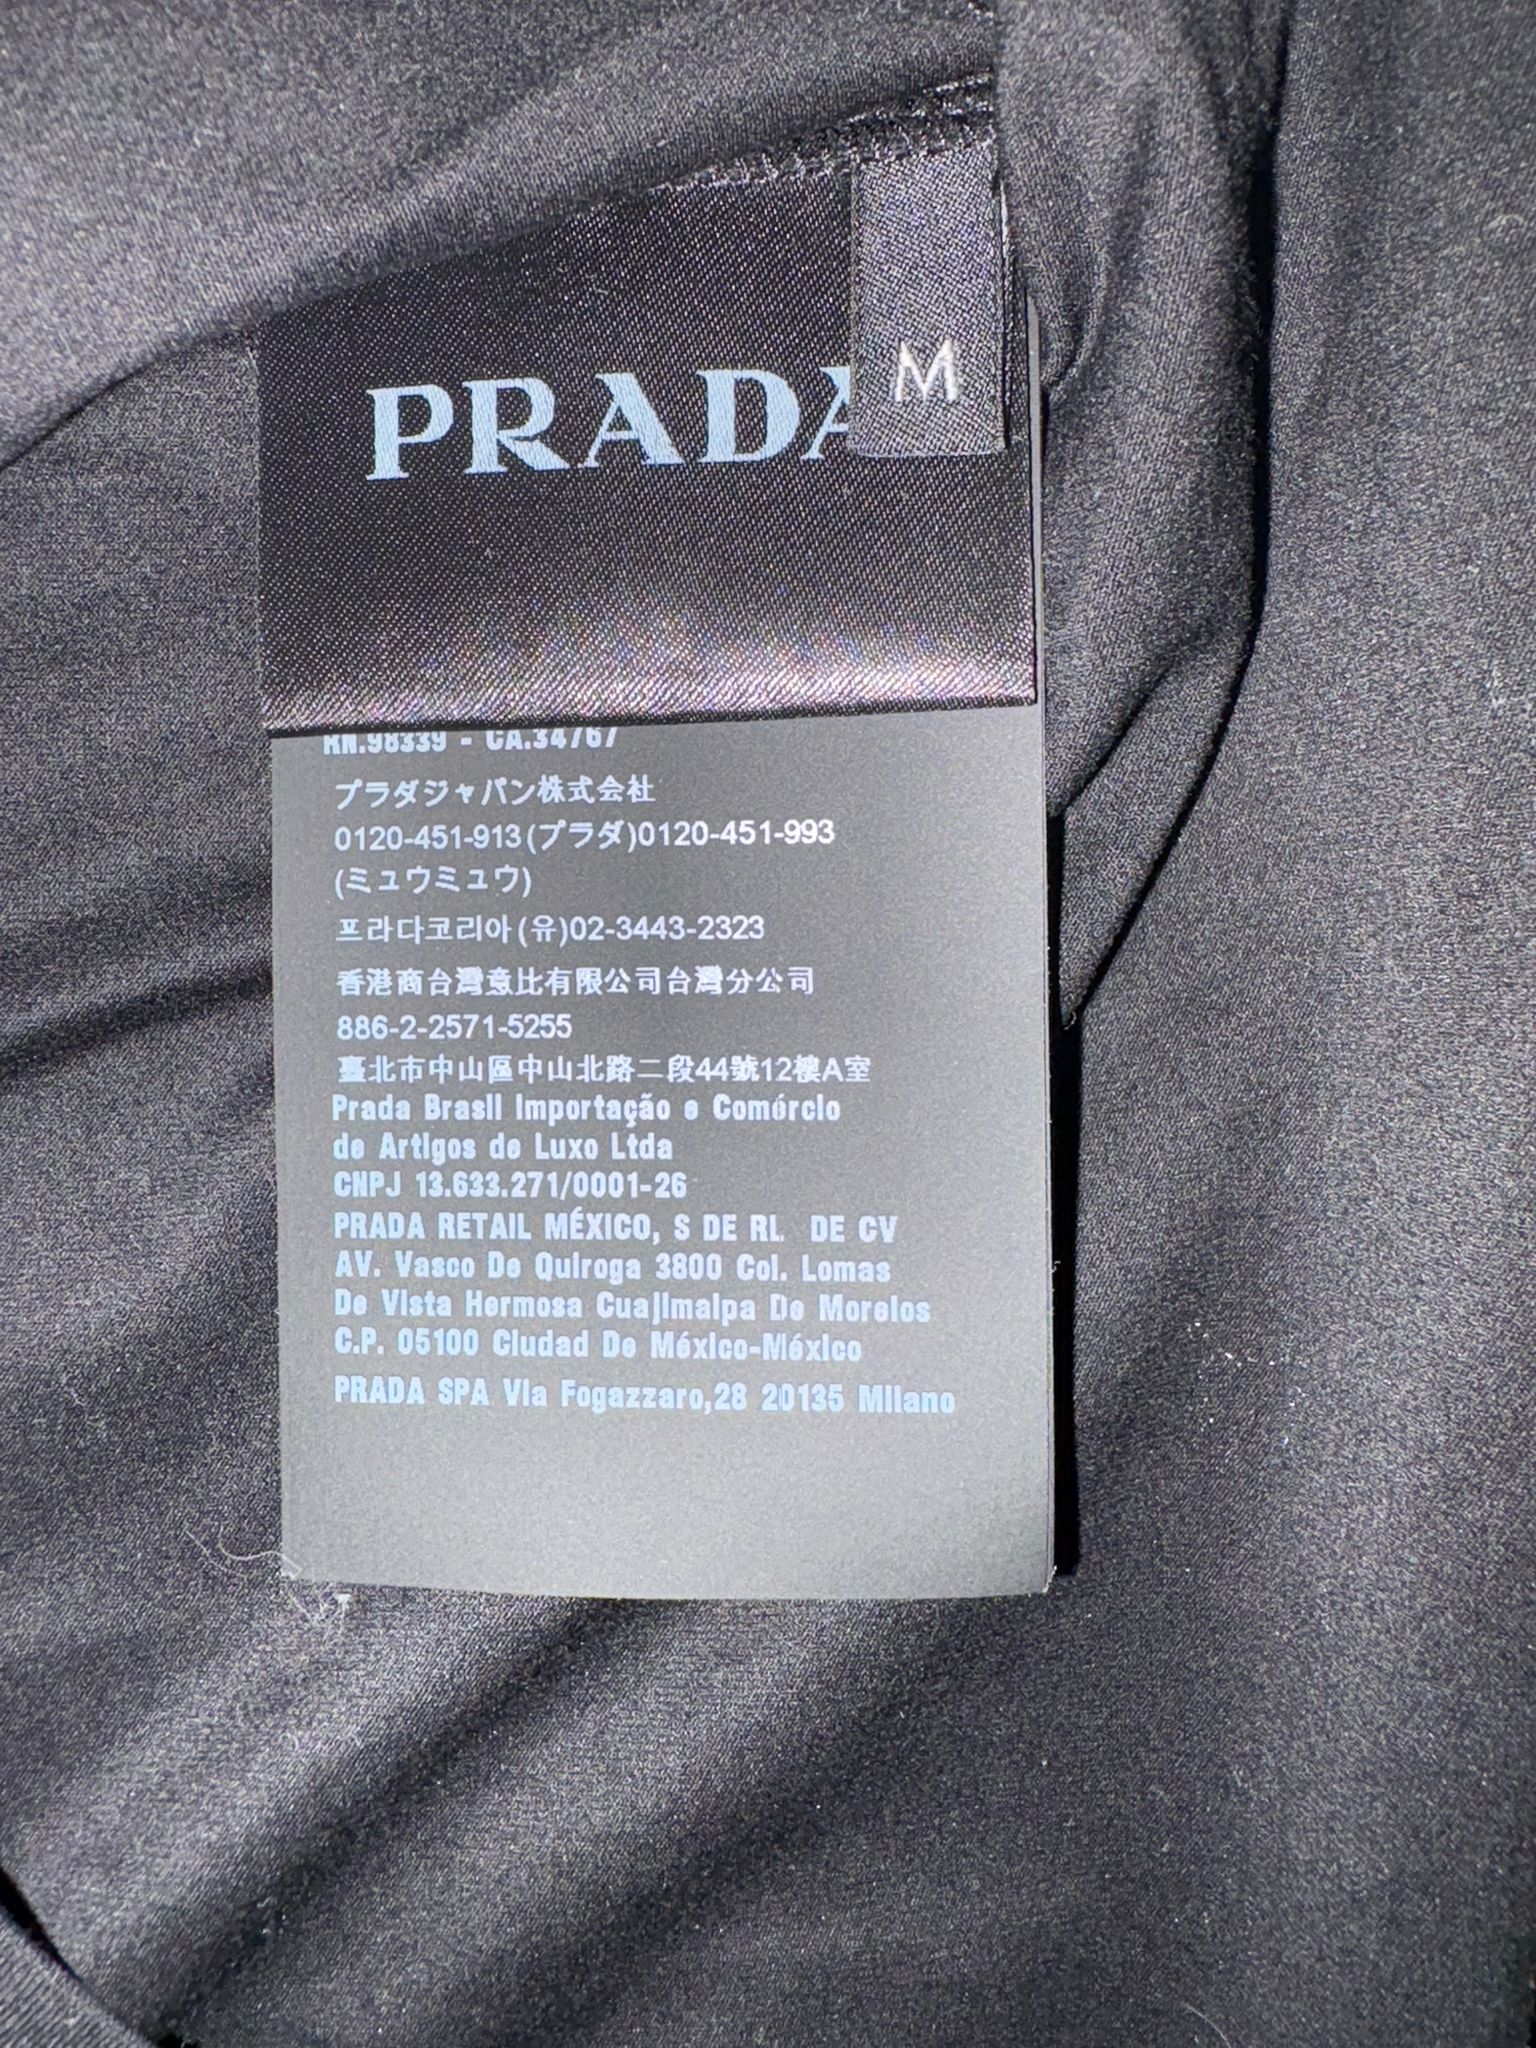 PRADA
M
RN.98339 - CA.34767
プラダジャパン株式会社
0120-451-913(プラダ)0120-451-993
(ミュウミュウ)
프라다코리아(유)02-3443-2323
香港商台灣意比有限公司台灣分公司
886-2-2571-5255
臺北市中山區中山北路二段44號12樓A室
Prada Brasil Importação e Comércio
de Artigos de Luxo Ltda
CNPJ 13.633.271/0001-26
PRADA RETAIL MÉXICO, S DE RL. DE CV
AV. Vasco De Quiroga 3800 Col. Lomas
De Vista Hermosa Cuajimalpa De Morelos
C.P. 05100 Ciudad De México-México
PRADA SPA Via Fogazzaro,28 20135 Milano